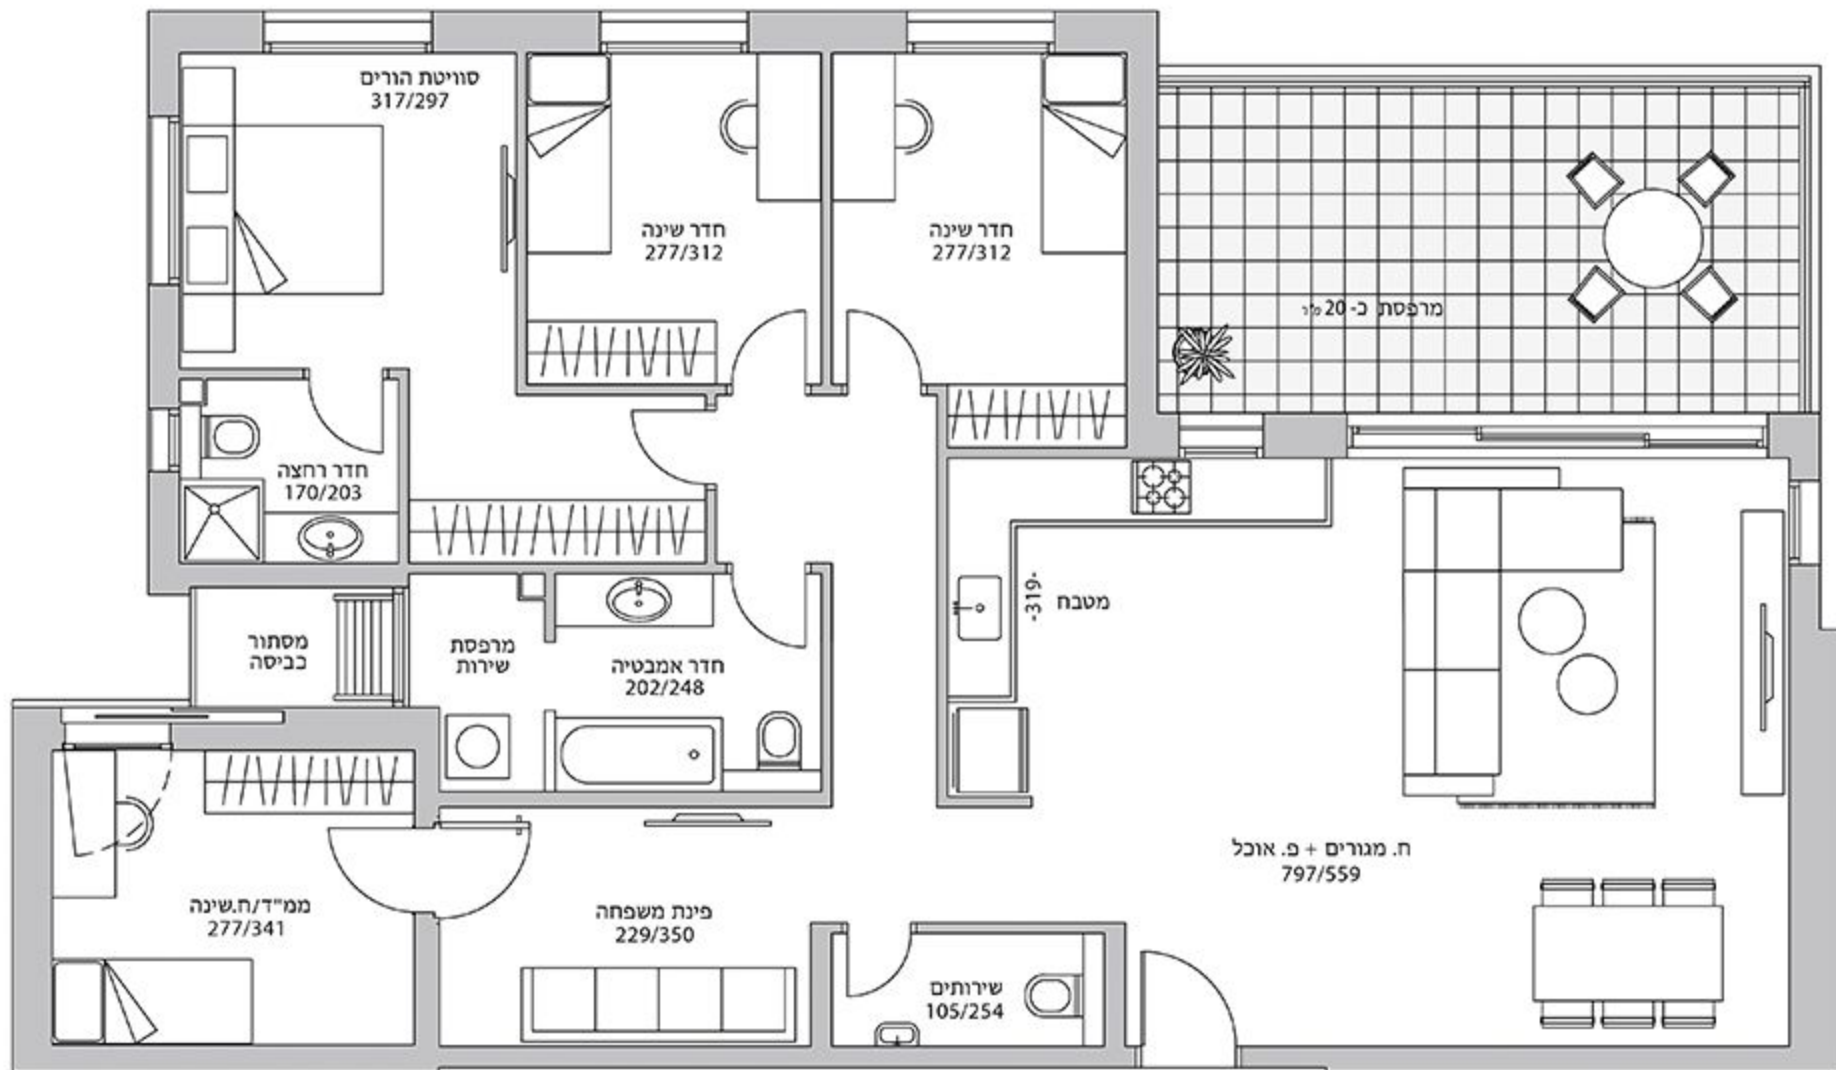 סוויטת הורים
317/297
חדר שינה
277/312
חדר שינה
277/312
מרפסת כ- 20 מ"ר
חדר רחצה
170/203
מטבח
-319-
מסתור
כביסה
מרפסת
שירות
חדר אמבטיה
202/248
ח. מגורים + פ. אוכל
797/559
ממ"ד/ח.שינה
277/341
פינת משפחה
229/350
שירותים
105/254